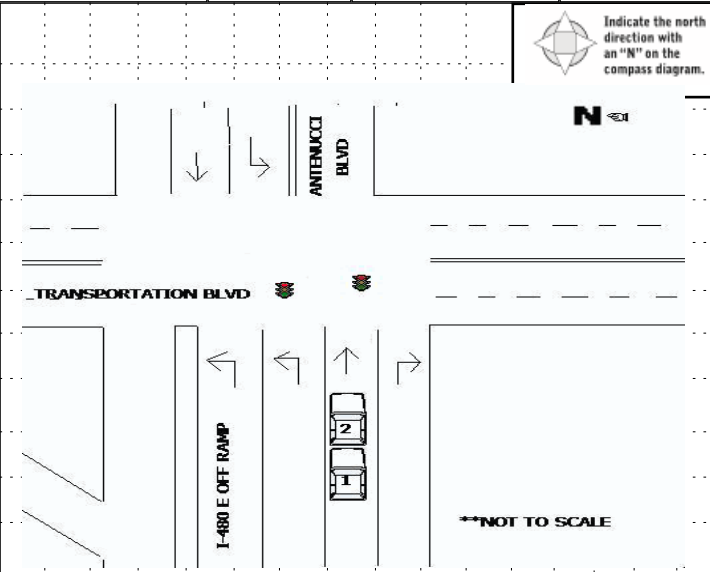 Indicate the north
direction with
an “N” on the
compass diagram.
N
ANTENUCCI
BLVD
TRANSPORTATION BLVD
I-480 E OFF RAMP
2
1
**NOT TO SCALE